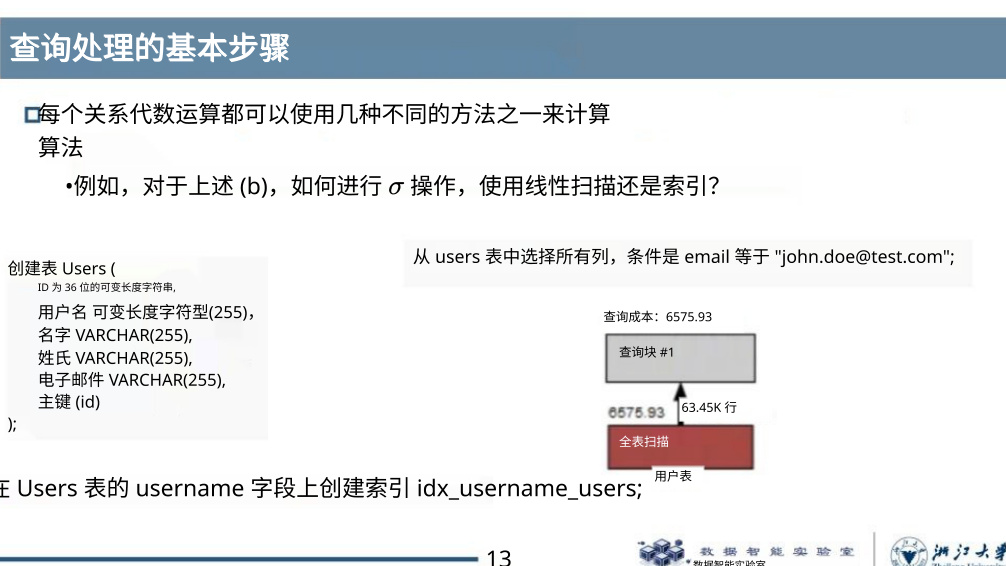 查询处理的基本步骤
每个关系代数运算都可以使用几种不同的方法之一来计算
算法
•例如，对于上述 (b)，如何进行 σ 操作，使用线性扫描还是索引？
从 users 表中选择所有列，条件是 email 等于 "john.doe@test.com";
创建表 Users (
ID 为 36 位的可变长度字符串,
用户名 可变长度字符型(255)，
名字 VARCHAR(255),
姓氏 VARCHAR(255),
电子邮件 VARCHAR(255),
主键 (id)
);
查询成本：6575.93
查询块 #1
6575.93
63.45K 行
全表扫描
用户表
在 Users 表的 username 字段上创建索引 idx_username_users;
13
数据智能实验室
数据智能实验室
浙江大学